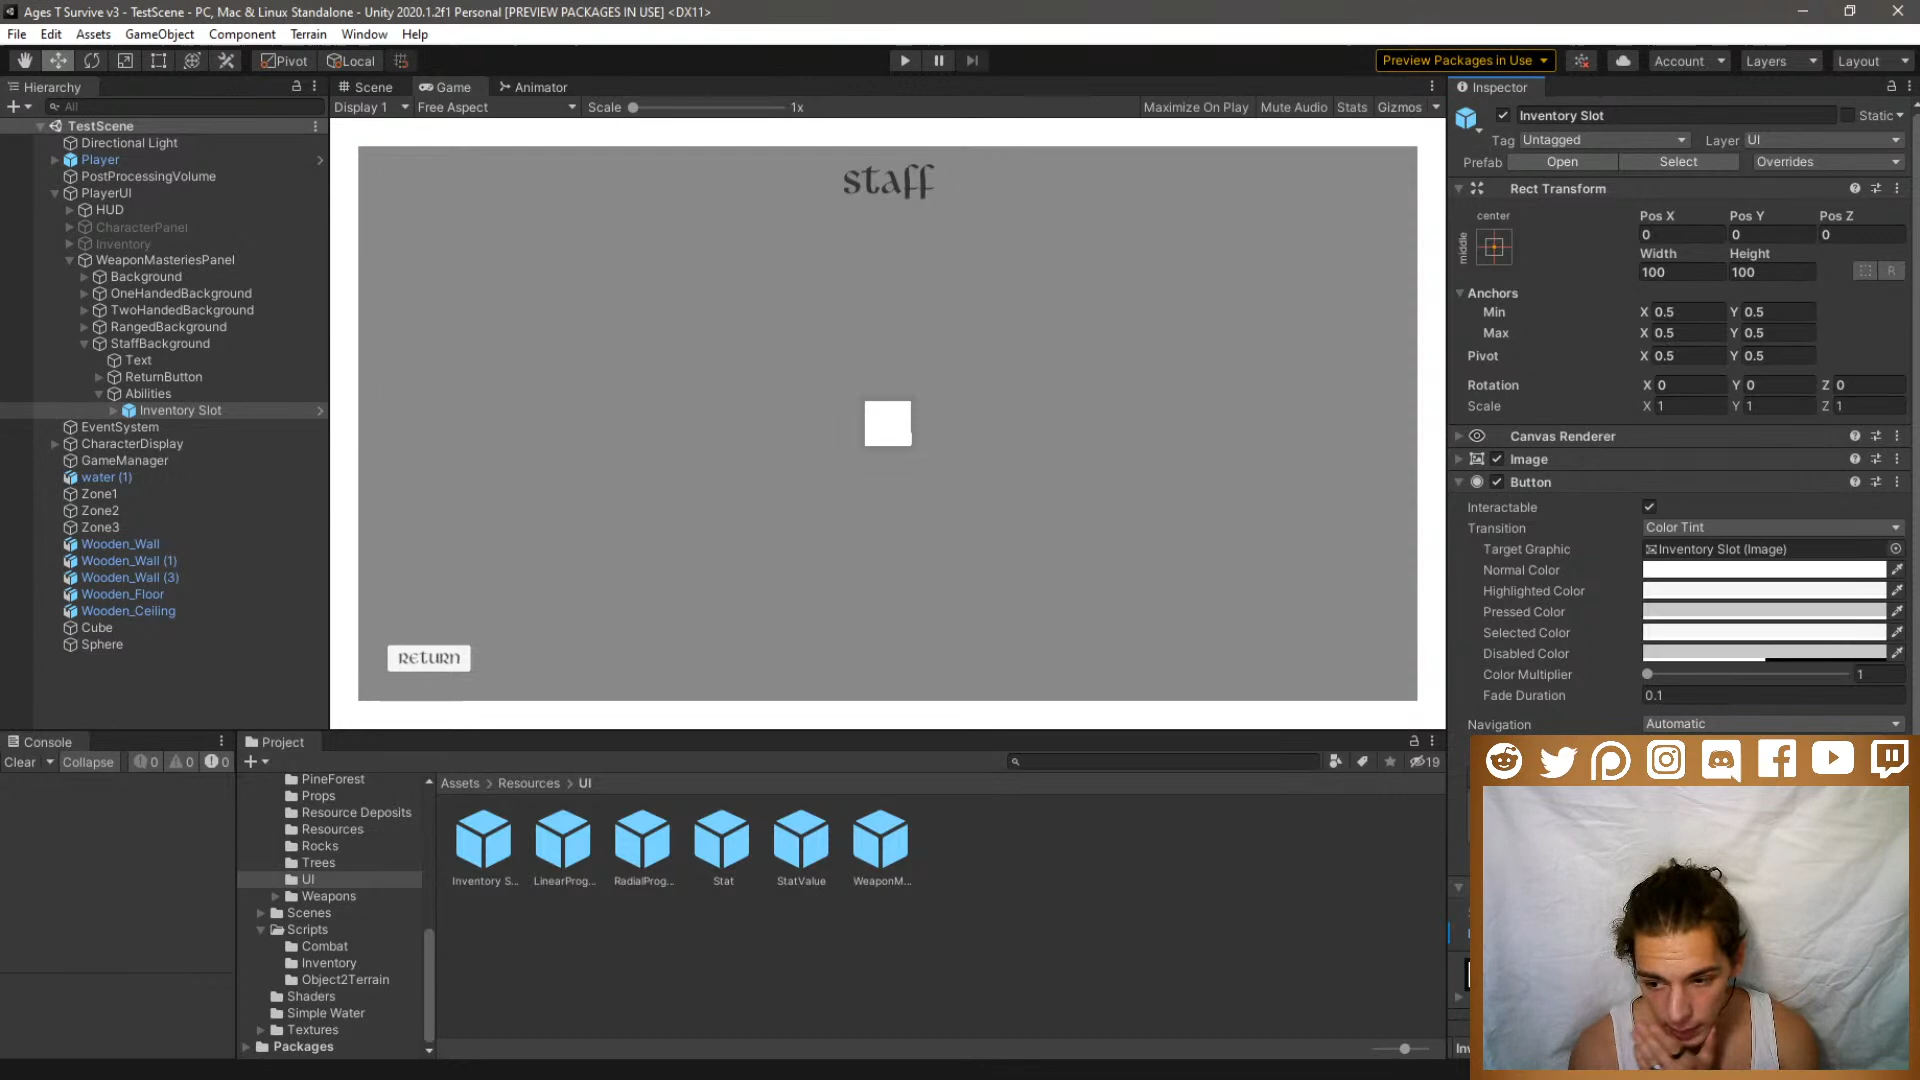 Ages T Survive v3 - TestScene - PC, Mac & Linux Standalone - Unity 2020.1.2f1 Personal [PREVIEW PACKAGES IN USE] <DX11>
File Edit Assets GameObject Component Terrain Window Help
Pivot Local Preview Packages in Use Account Layers Layout
Hierarchy
All
TestScene
Directional Light
Player
PostProcessingVolume
PlayerUI
HUD
CharacterPanel
Inventory
WeaponMasteriesPanel
Background
OneHandedBackground
TwoHandedBackground
RangedBackground
StaffBackground
Text
ReturnButton
Abilities
Inventory Slot
EventSystem
CharacterDisplay
GameManager
water (1)
Zone1
Zone2
Zone3
Wooden_Wall
Wooden_Wall (1)
Wooden_Wall (3)
Wooden_Floor
Wooden_Ceiling
Cube
Sphere
Scene Game Animator
Display 1 Free Aspect Scale 1x Maximize On Play Mute Audio Stats Gizmos
staff
Return
Inspector
Inventory Slot Static
Tag Untagged Layer UI
Prefab Open Select Overrides
Rect Transform
center
middle
Pos X Pos Y Pos Z
0 0 0
Width Height
100 100 R
Anchors
Min X 0.5 Y 0.5
Max X 0.5 Y 0.5
Pivot X 0.5 Y 0.5
Rotation X 0 Y 0 Z 0
Scale X 1 Y 1 Z 1
Canvas Renderer
Image
Button
Interactable
Transition Color Tint
Target Graphic Inventory Slot (Image)
Normal Color
Highlighted Color
Pressed Color
Selected Color
Disabled Color
Color Multiplier 1
Fade Duration 0.1
Navigation Automatic
Console
Clear Collapse 0 0 0
Project
19
PineForest
Props
Resource Deposits
Resources
Rocks
Trees
UI
Weapons
Scenes
Scripts
Combat
Inventory
Object2Terrain
Shaders
Simple Water
Textures
Packages
Assets > Resources > UI
Inventory S... LinearProg... RadialProg... Stat StatValue WeaponM...